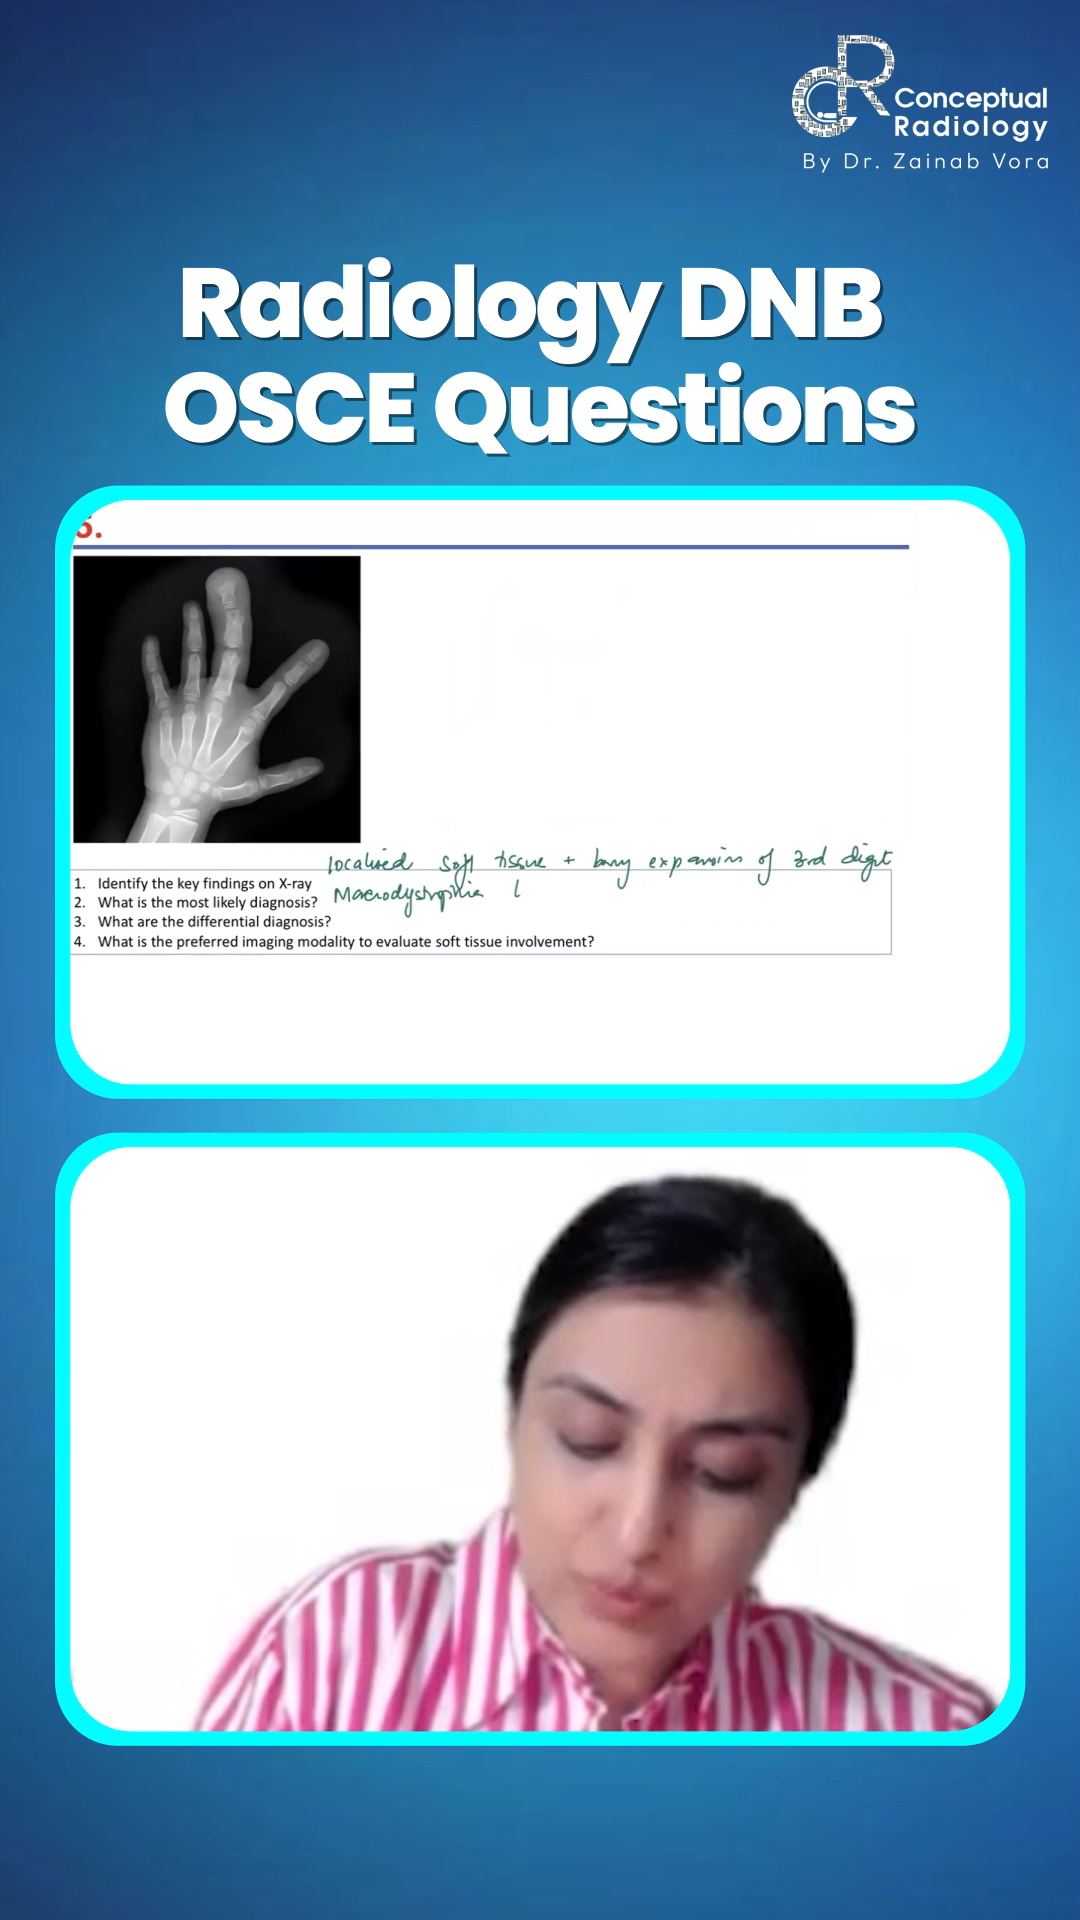 Conceptual
Radiology
By Dr. Zainab Vora
Radiology DNB
OSCE Questions
5.
localised soft tissue + bony expansion of 3rd digit
1. Identify the key findings on X-ray
Macrodystrophia l
2. What is the most likely diagnosis?
3. What are the differential diagnosis?
4. What is the preferred imaging modality to evaluate soft tissue involvement?